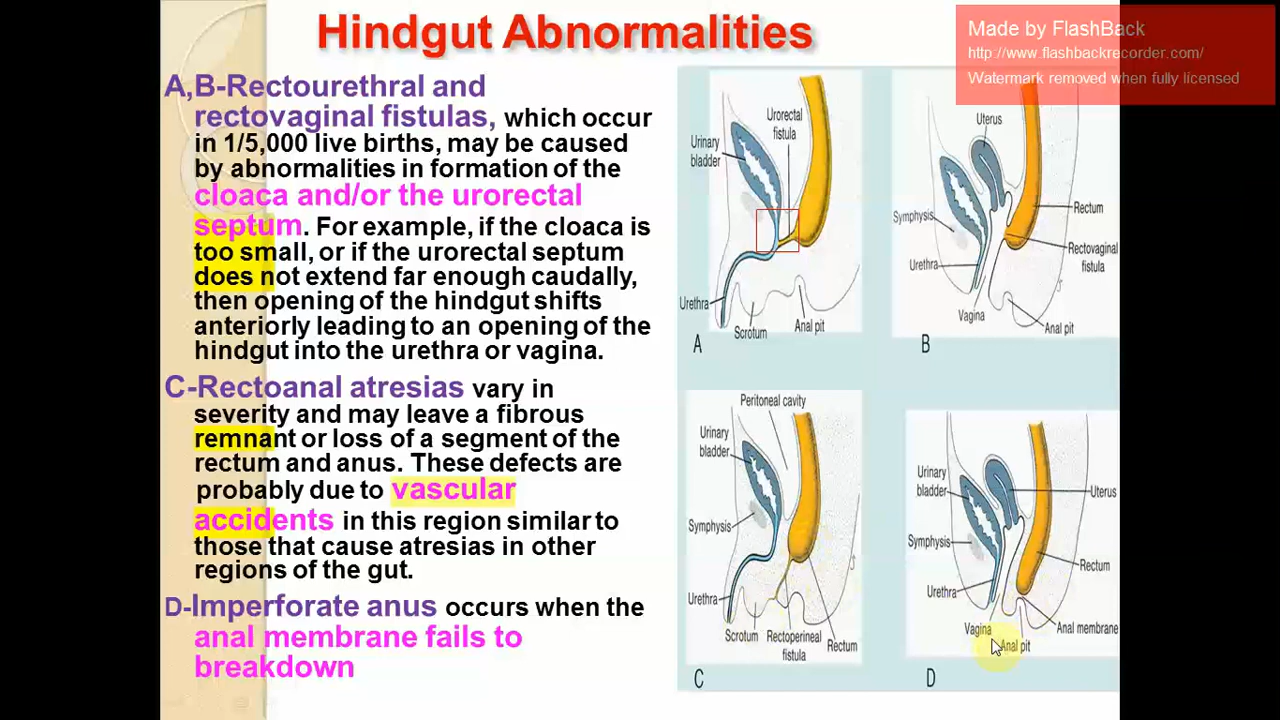 Hindgut Abnormalities
Made by FlashBack
http://www.flashbackrecorder.com/
Watermark removed when fully licensed
A,B-Rectourethral and
rectovaginal fistulas, which occur
in 1/5,000 live births, may be caused
by abnormalities in formation of the
cloaca and/or the urorectal
septum. For example, if the cloaca is
too small, or if the urorectal septum
does not extend far enough caudally,
then opening of the hindgut shifts
anteriorly leading to an opening of the
hindgut into the urethra or vagina.
C-Rectoanal atresias vary in
severity and may leave a fibrous
remnant or loss of a segment of the
rectum and anus. These defects are
probably due to vascular
accidents in this region similar to
those that cause atresias in other
regions of the gut.
D-Imperforate anus occurs when the
anal membrane fails to
breakdown
Urorectal
fistula
Urinary
bladder
Urethra
Scrotum
Anal pit
A
Uterus
Symphysis
Rectum
Rectovaginal
fistula
Urethra
Vagina
Anal pit
B
Peritoneal cavity
Urinary
bladder
Symphysis
Urethra
Scrotum
Rectoperineal
fistula
Rectum
C
Urinary
bladder
Uterus
Symphysis
Rectum
Urethra
Vagina
Anal membrane
Anal pit
D